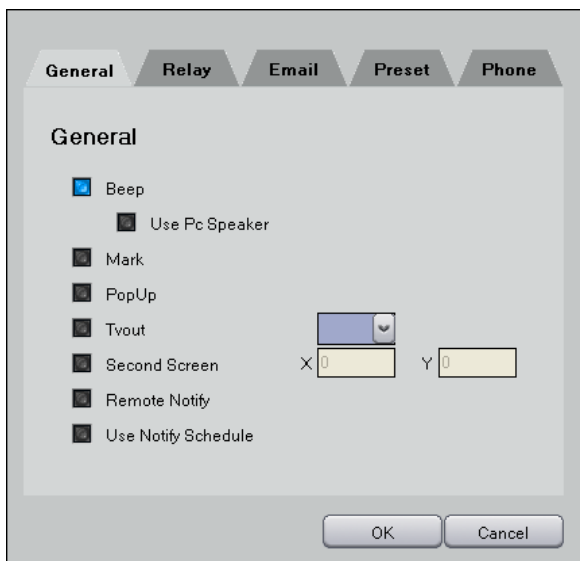 General Relay Email Preset Phone
General
Beep
Use Pc Speaker
Mark
PopUp
Tvout
Second Screen X 0 Y 0
Remote Notify
Use Notify Schedule
OK Cancel